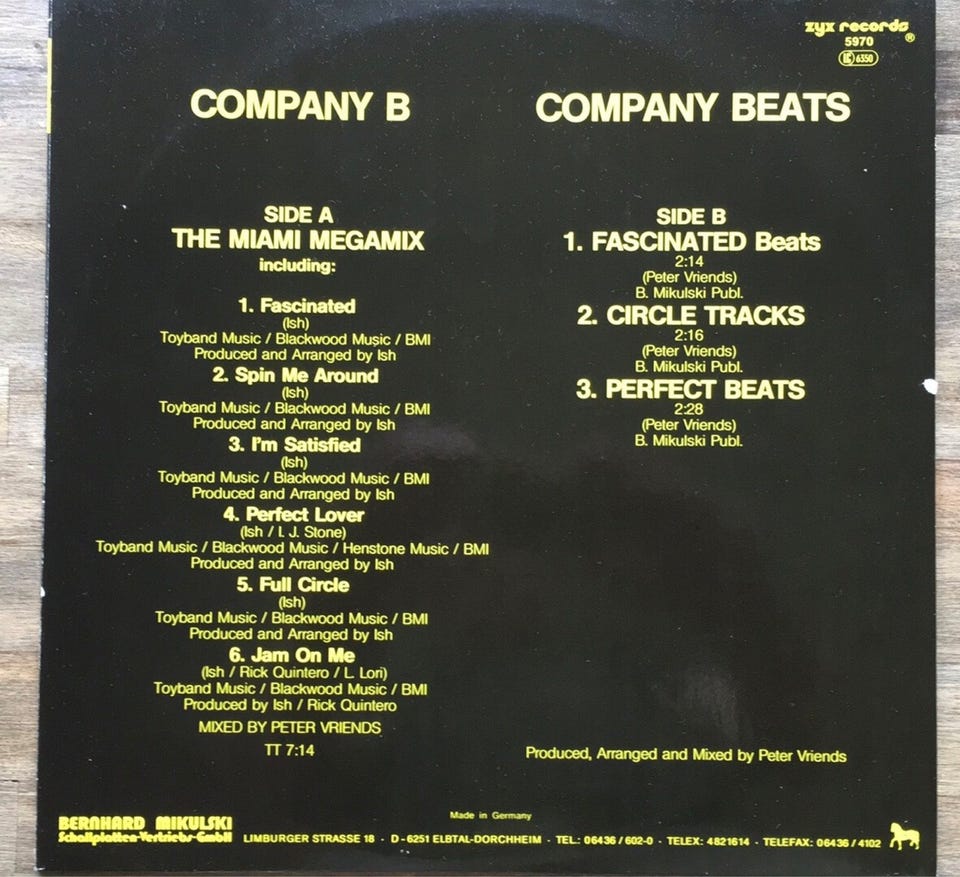 zyx records®
5970
LC 6350
COMPANY B
SIDE A
THE MIAMI MEGAMIX
including:
1. Fascinated
(Ish)
Toyband Music / Blackwood Music / BMI
Produced and Arranged by Ish
2. Spin Me Around
(Ish)
Toyband Music / Blackwood Music / BMI
Produced and Arranged by Ish
3. I'm Satisfied
(Ish)
Toyband Music / Blackwood Music / BMI
Produced and Arranged by Ish
4. Perfect Lover
(Ish / I. J. Stone)
Toyband Music / Blackwood Music / Henstone Music / BMI
Produced and Arranged by Ish
5. Full Circle
(Ish)
Toyband Music / Blackwood Music / BMI
Produced and Arranged by Ish
6. Jam On Me
(Ish / Rick Quintero / L. Lori)
Toyband Music / Blackwood Music / BMI
Produced by Ish / Rick Quintero
MIXED BY PETER VRIENDS
TT 7:14
COMPANY BEATS
SIDE B
1. FASCINATED Beats
2:14
(Peter Vriends)
B. Mikulski Publ.
2. CIRCLE TRACKS
2:16
(Peter Vriends)
B. Mikulski Publ.
3. PERFECT BEATS
2:28
(Peter Vriends)
B. Mikulski Publ.
Produced, Arranged and Mixed by Peter Vriends
Made in Germany
BERNHARD MIKULSKI
Schallplatten-Vertriebs-GmbH
LIMBURGER STRASSE 18 · D-6251 ELBTAL-DORCHHEIM · TEL: 06436/602-0 · TELEX: 4821614 · TELEFAX: 06436/4102